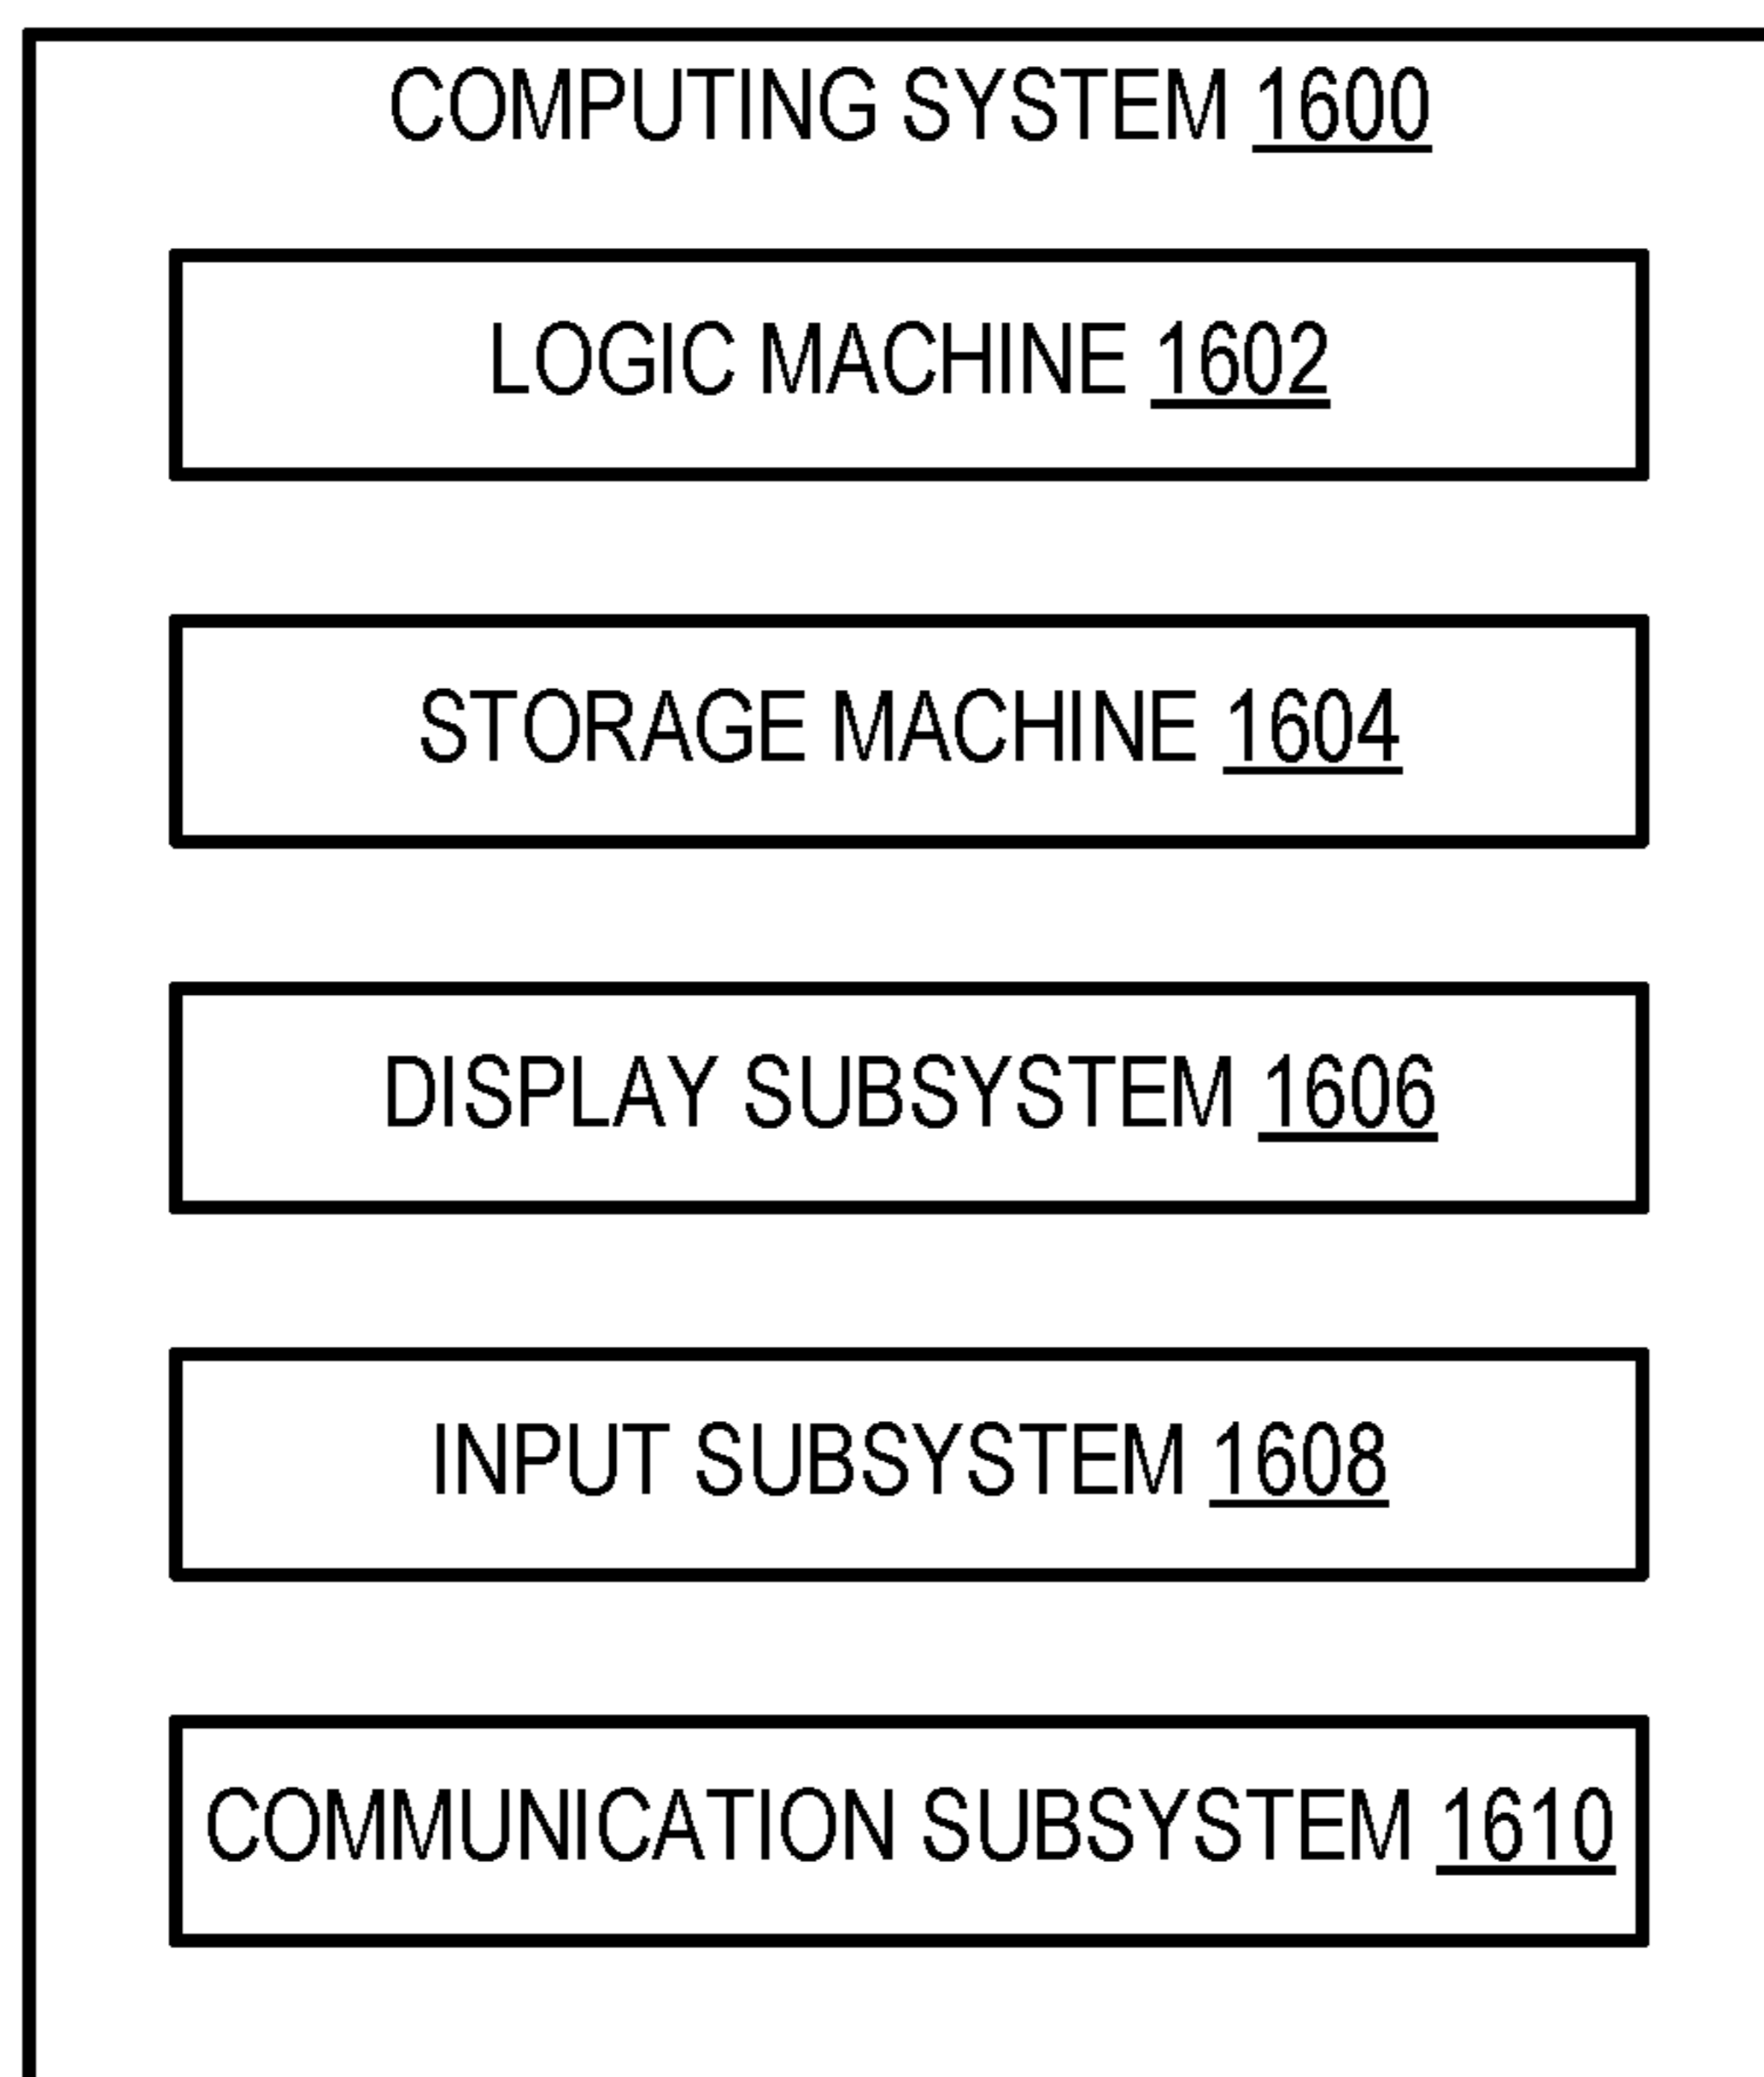 COMPUTING SYSTEM 1600
LOGIC MACHINE 1602
STORAGE MACHINE 1604
DISPLAY SUBSYSTEM 1606
INPUT SUBSYSTEM 1608
COMMUNICATION SUBSYSTEM 1610